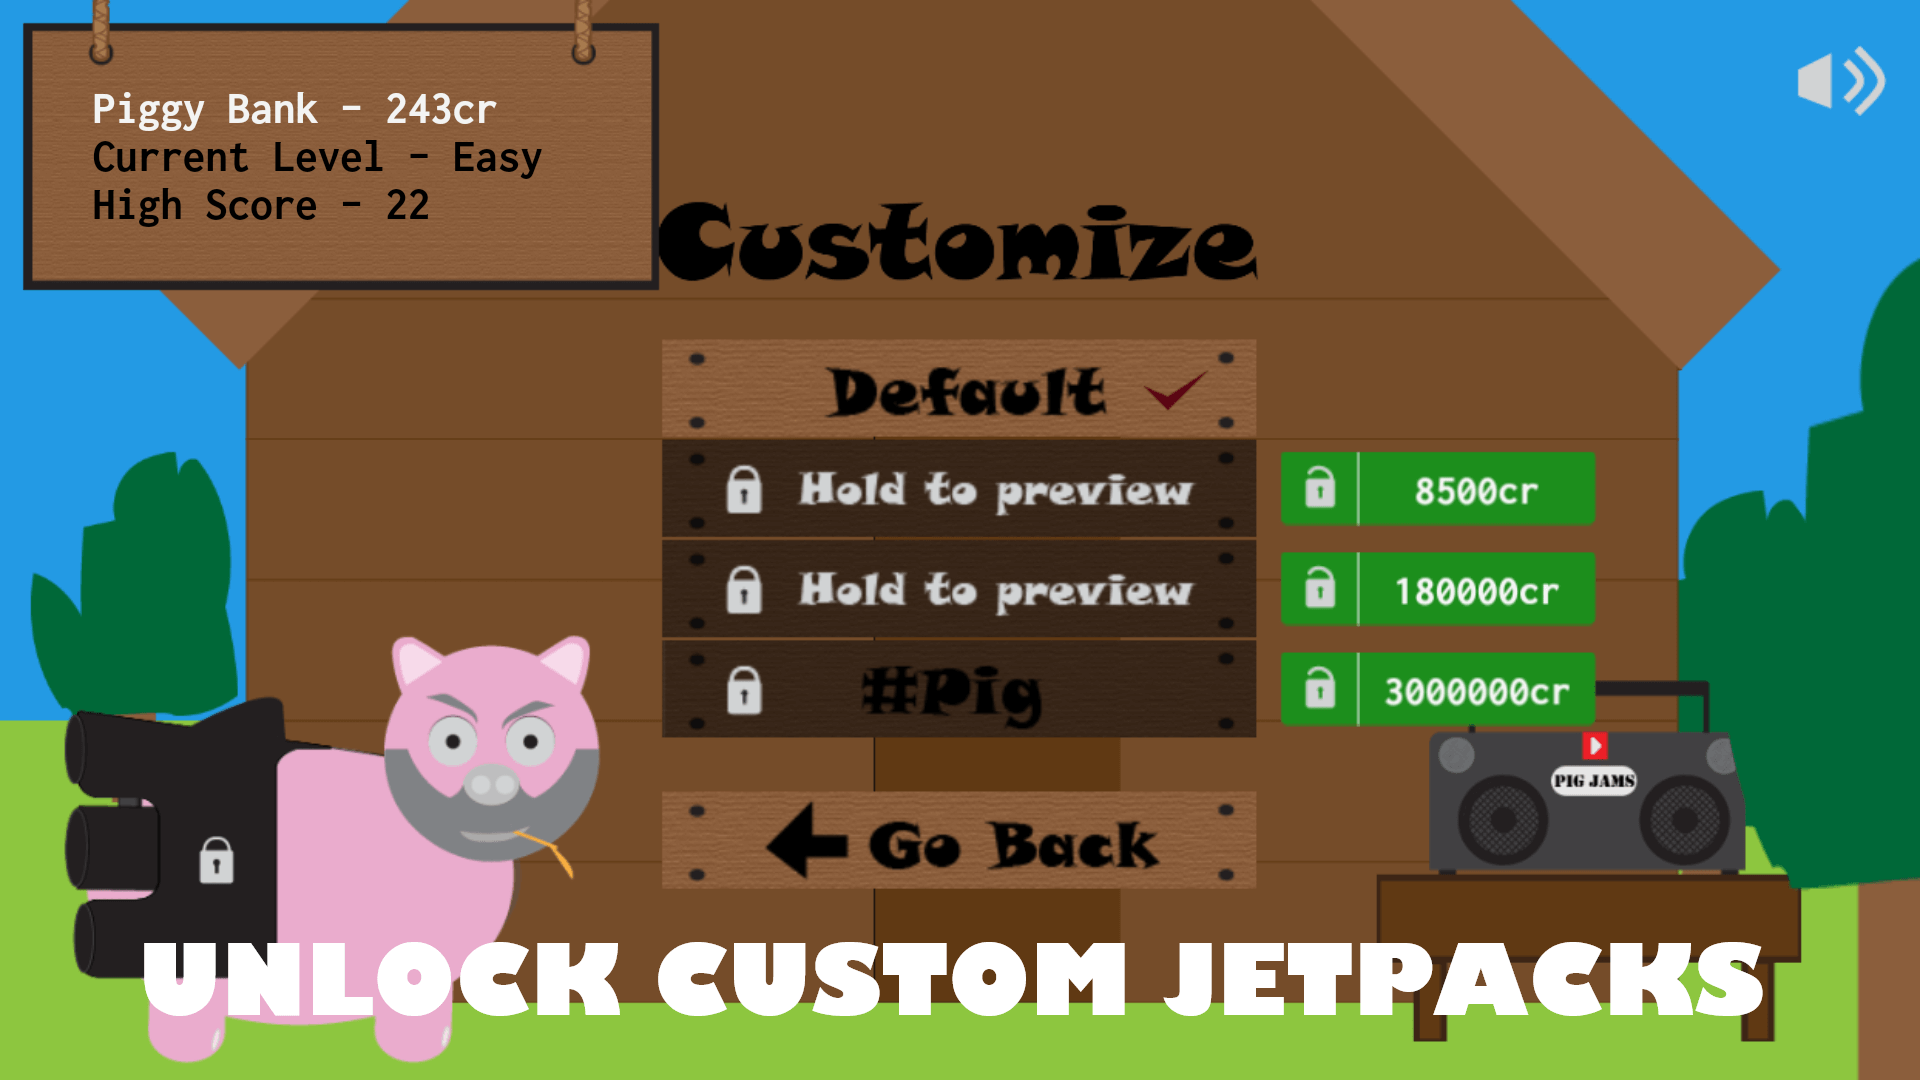 Piggy Bank - 243cr
Current Level - Easy
High Score - 22
Customize
Default
Hold to preview
8500cr
Hold to preview
180000cr
#Pig
3000000cr
PIG JAMS
Go Back
UNLOCK CUSTOM JETPACKS